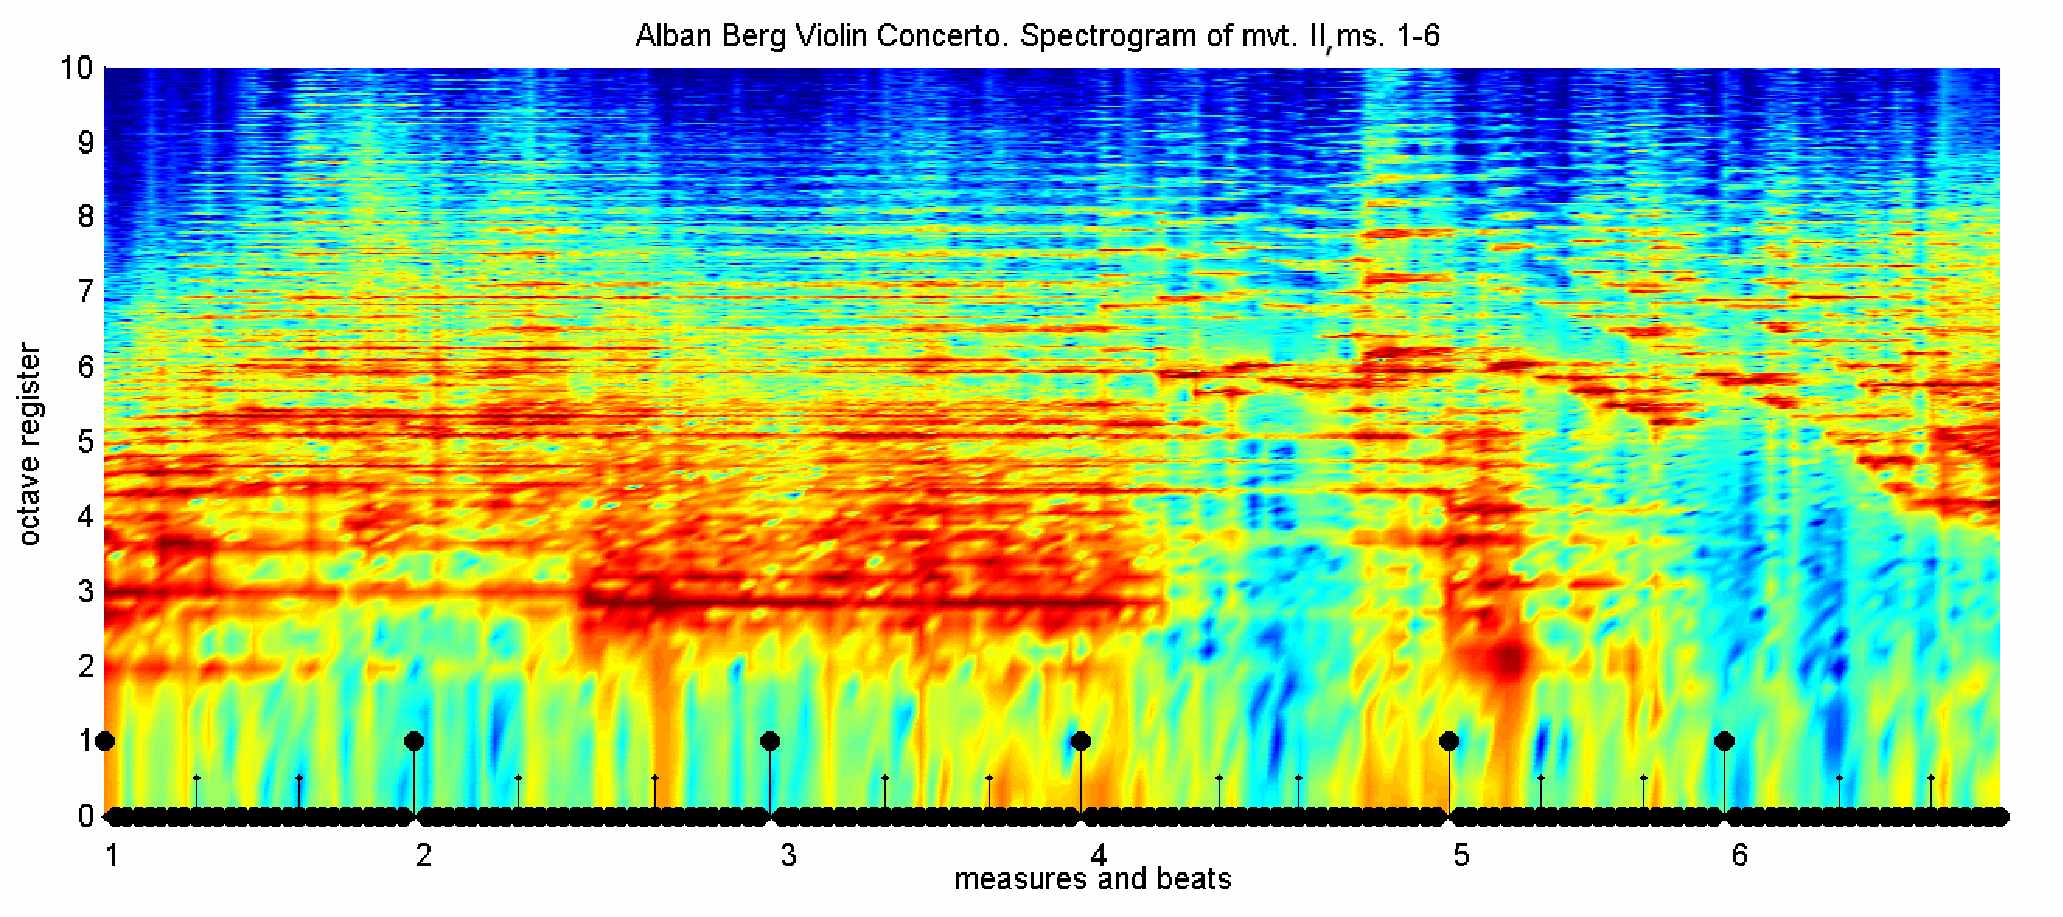 Alban Berg Violin Concerto. Spectrogram of mvt. II, ms. 1-6
10
9
8
7
6
5
4
3
2
1
0
octave register
1 2 3 4 5 6
measures and beats